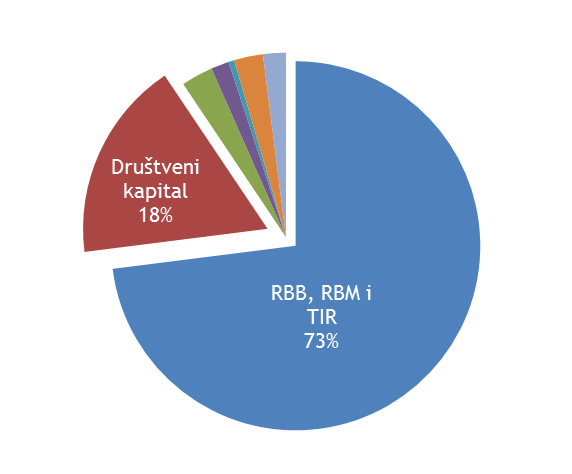 Društveni
kapital
18%
RBB, RBM i
TIR
73%